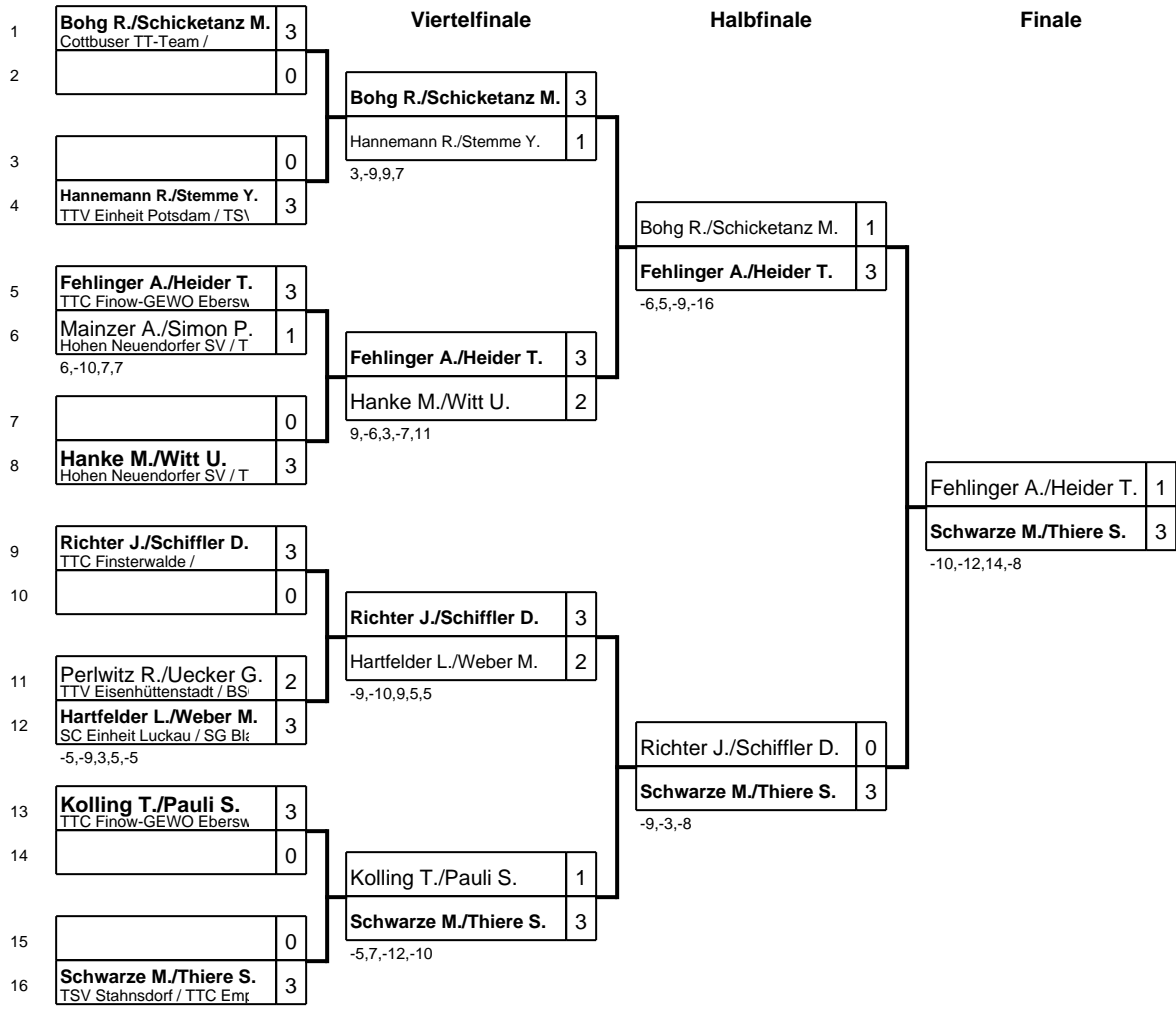 Viertelfinale
Halbfinale
Finale
1
Bohg R./Schicketanz M. 3
Cottbuser TT-Team /
2
0
3
0
4
Hannemann R./Stemme Y. 3
TTV Einheit Potsdam /
5
Fehlinger A./Heider T. 3
TTC Finow-GEWO Ebersw
6
Mainzer A./Simon P. 1
Hohen Neuendorfer SV / T
6,-10,7,7
7
0
8
Hanke M./Witt U. 3
Hohen Neuendorfer SV / T
9
Richter J./Schiffler D. 3
TTC Finsterwalde /
10
0
11
Perlwitz R./Uecker G. 2
TTV Eisenhüttenstadt /
12
Hartfelder L./Weber M. 3
SC Einheit Luckau / SG
-5,-9,3,5,-5
13
Kolling T./Pauli S. 3
TTC Finow-GEWO Ebersw
14
0
15
0
16
Schwarze M./Thiere S. 3
TSV Stahnsdorf / TTC
Bohg R./Schicketanz M. 3
Hannemann R./Stemme Y. 1
3,-9,9,7
Fehlinger A./Heider T. 3
Hanke M./Witt U. 2
9,-6,3,-7,11
Richter J./Schiffler D. 3
Hartfelder L./Weber M. 2
-9,-10,9,5,5
Kolling T./Pauli S. 1
Schwarze M./Thiere S. 3
-5,7,-12,-10
Bohg R./Schicketanz M. 1
Fehlinger A./Heider T. 3
-6,5,-9,-16
Richter J./Schiffler D. 0
Schwarze M./Thiere S. 3
-9,-3,-8
Fehlinger A./Heider T. 1
Schwarze M./Thiere S. 3
-10,-12,14,-8